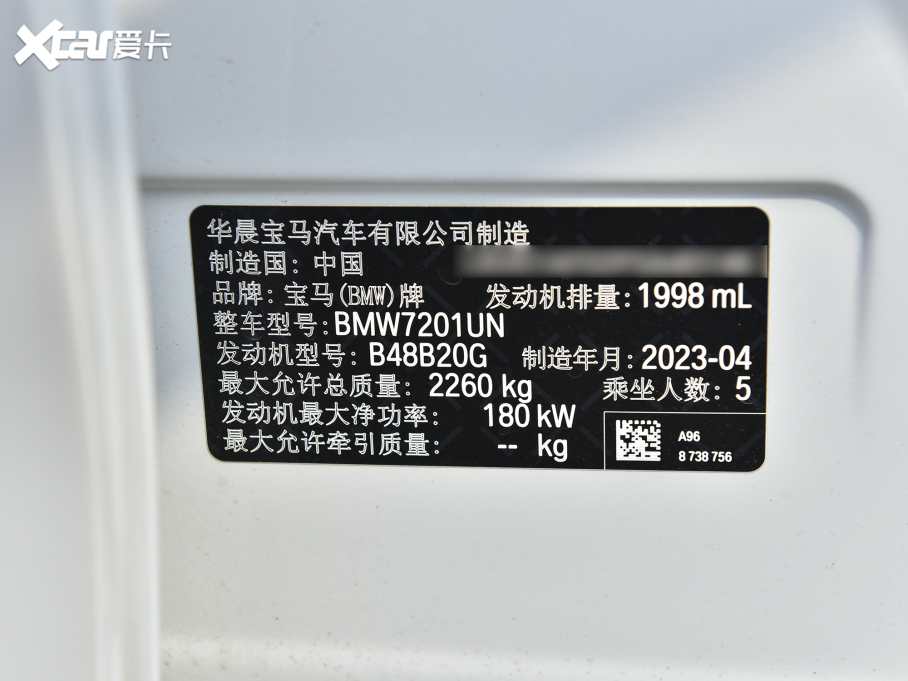 Xcar爱卡
华晨宝马汽车有限公司制造
制造国: 中国
品牌: 宝马(BMW)牌 发动机排量: 1998 mL
整车型号: BMW7201UN
发动机型号: B48B20G 制造年月: 2023-04
最大允许总质量: 2260 kg 乘坐人数: 5
发动机最大净功率: 180 kW
最大允许牵引质量: -- kg
A96
8 738 756